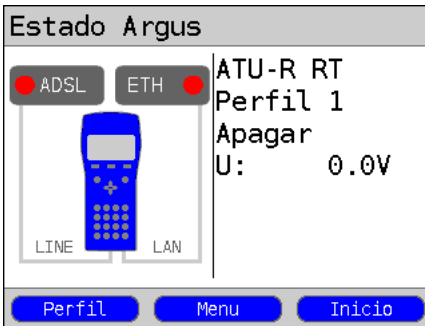 Estado Argus
ADSL
ETH
LINE
LAN
ATU-R RT
Perfil 1
Apagar
U: 0.0V
Perfil
Menu
Inicio